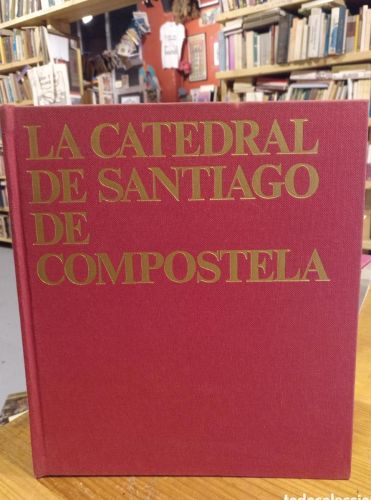 LA CATEDRAL
DE SANTIAGO
DE
COMPOSTELA